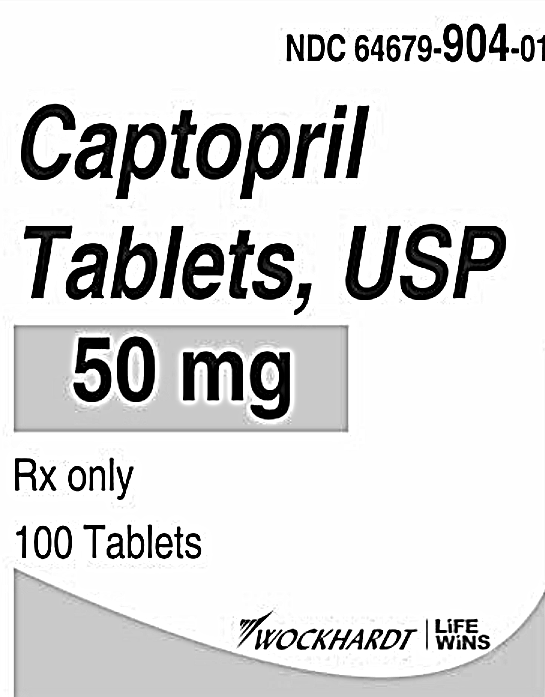 NDC 64679-904-01
Captopril
Tablets, USP
50 mg
Rx only
100 Tablets
WOCKHARDT | LiFE
WiNS